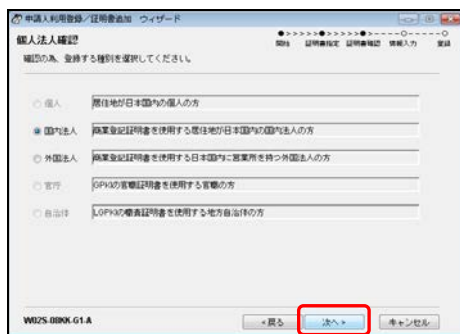 申請人利用登録／証明書追加 ウィザード
個人法人確認
開始 証明書指定 証明書確認 情報入力 登録
確認の為、登録する種別を選択してください。
個人 居住地が日本国内の個人の方
国内法人 商業登記証明書を使用する居住地が日本国内の国内法人の方
外国法人 商業登記証明書を使用する日本国内に営業所を持つ外国法人の方
官庁 GPKIの官職証明書を使用する官職の方
自治体 LGPKIの職責証明書を使用する地方自治体の方
W02S-08KK-G1-A
<戻る 次へ> キャンセル